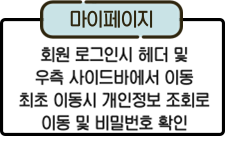 마이페이지
회원 로그인시 헤더 및
우측 사이드바에서 이동
최초 이동시 개인정보 조회로
이동 및 비밀번호 확인